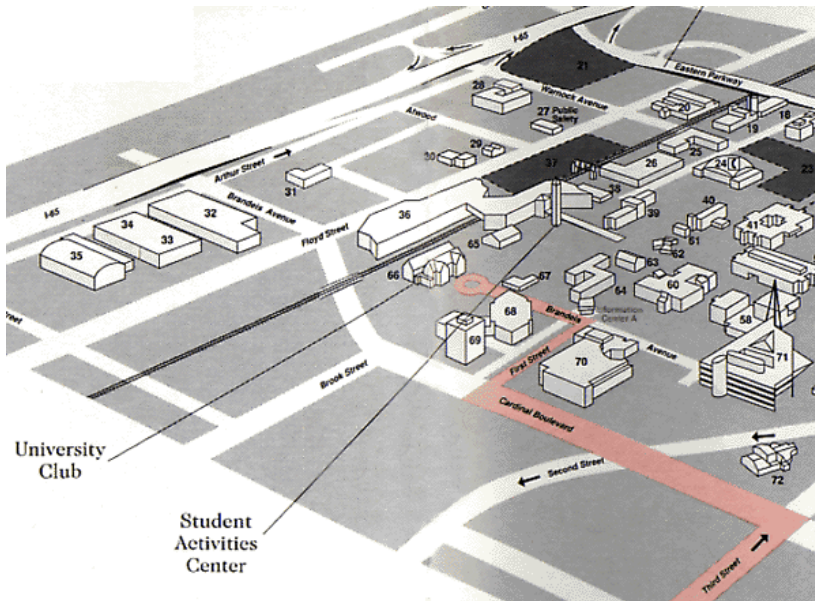 I-65
21
Eastern Parkway
28
Warnock Avenue
20
18
27 Public
Safety
19
Atwood
25
29
30
37
26
24
23
Arthur Street
31
38
I-65
Brandeis Avenue
40
39
32
36
34
41
33
Floyd Street
61
65
62
35
63
66
67
60
64
68
Brandeis
formation
Center A
58
69
First Street
Avenue
71
70
Street
Brook Street
Cardinal Boulevard
University
Club
Second Street
72
Student
Activities
Center
Third Street